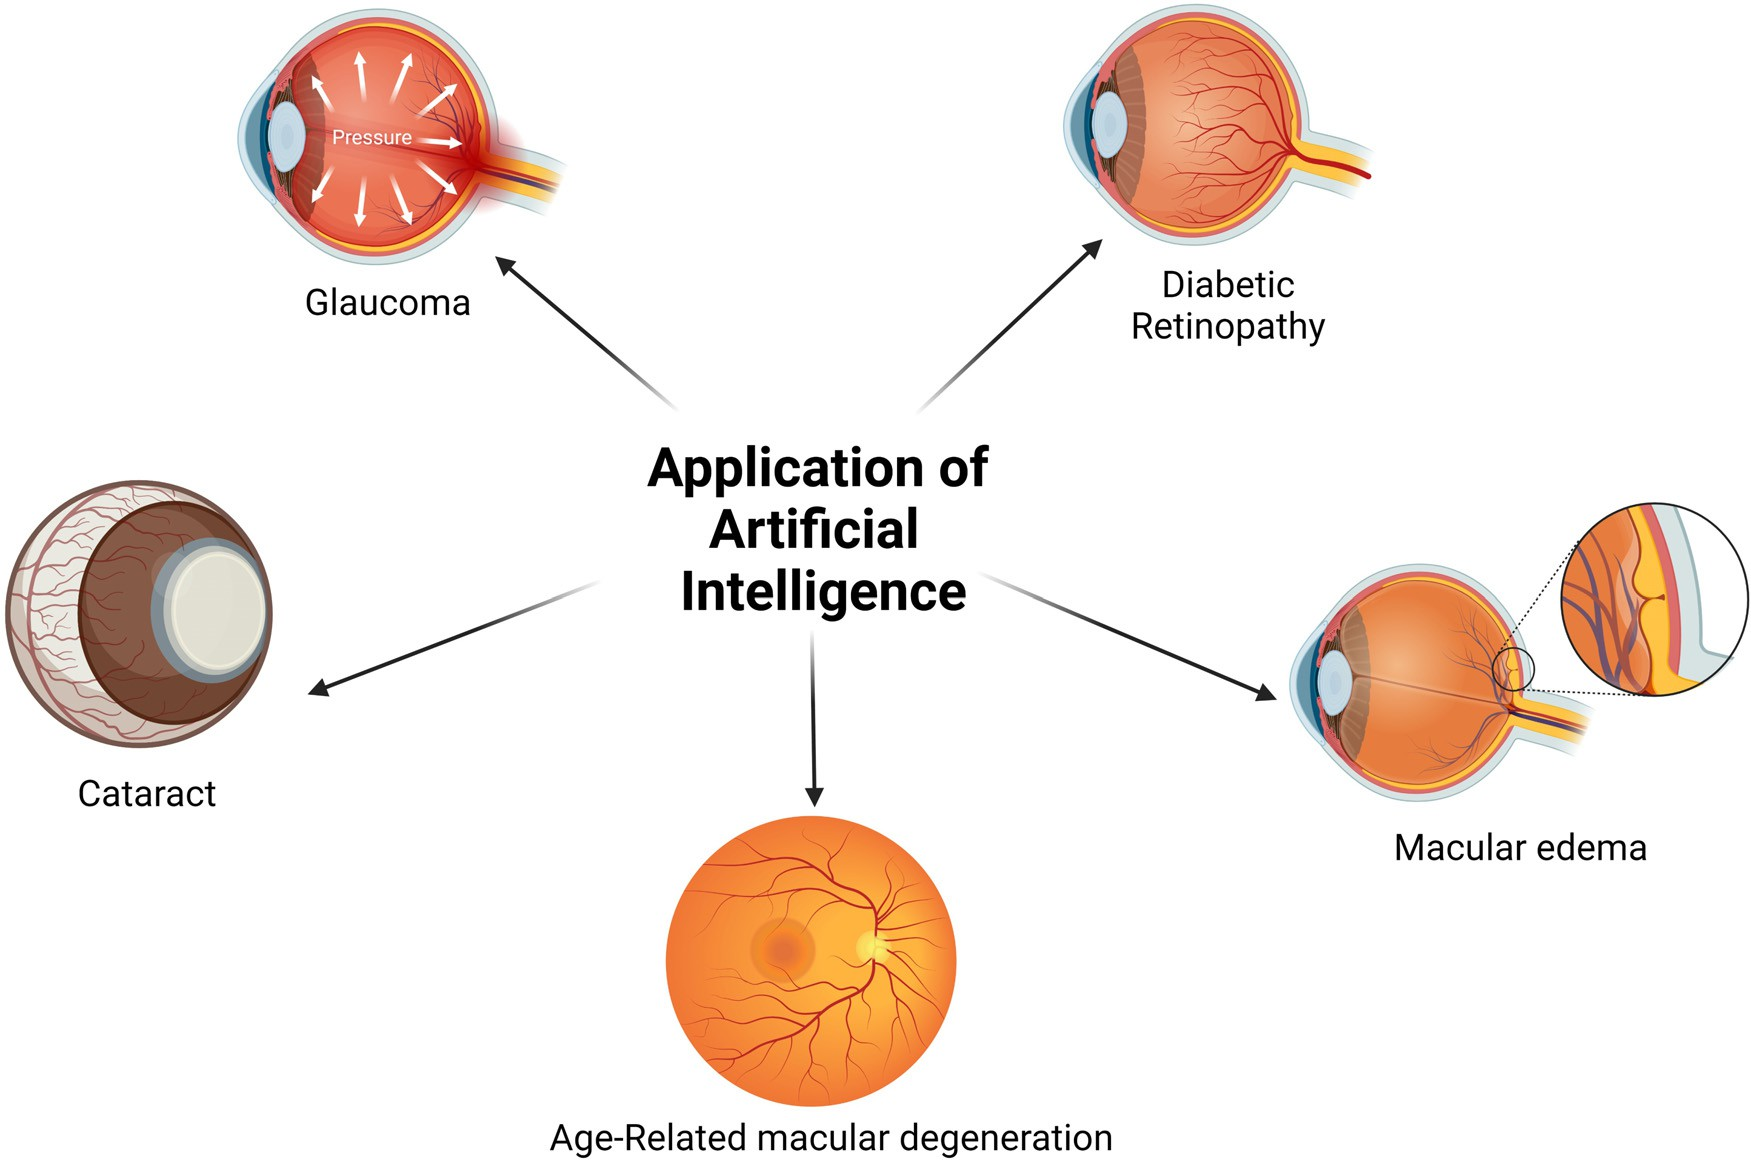 Pressure
Glaucoma
Diabetic
Retinopathy
Application of
Artificial
Intelligence
Cataract
Macular edema
Age-Related macular degeneration